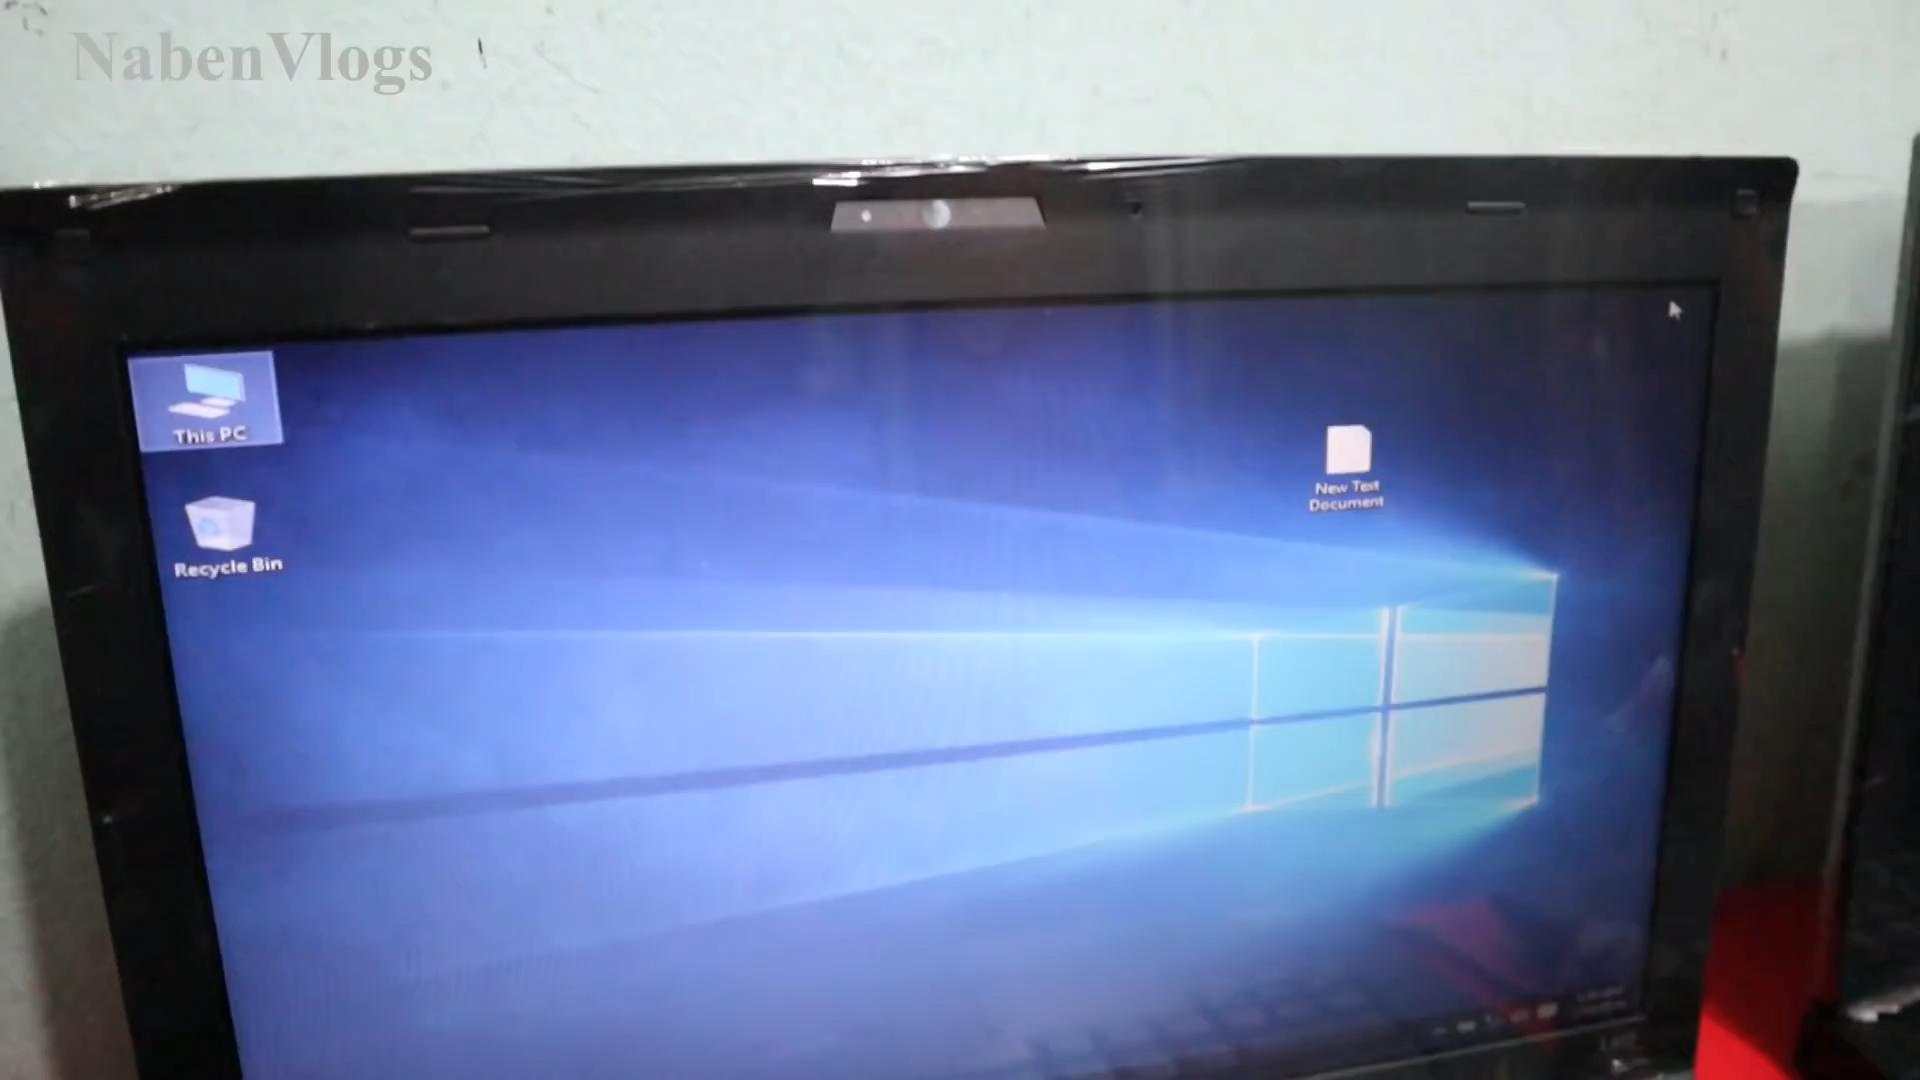 NabenVlogs
This PC
Recycle Bin
New Text
Document